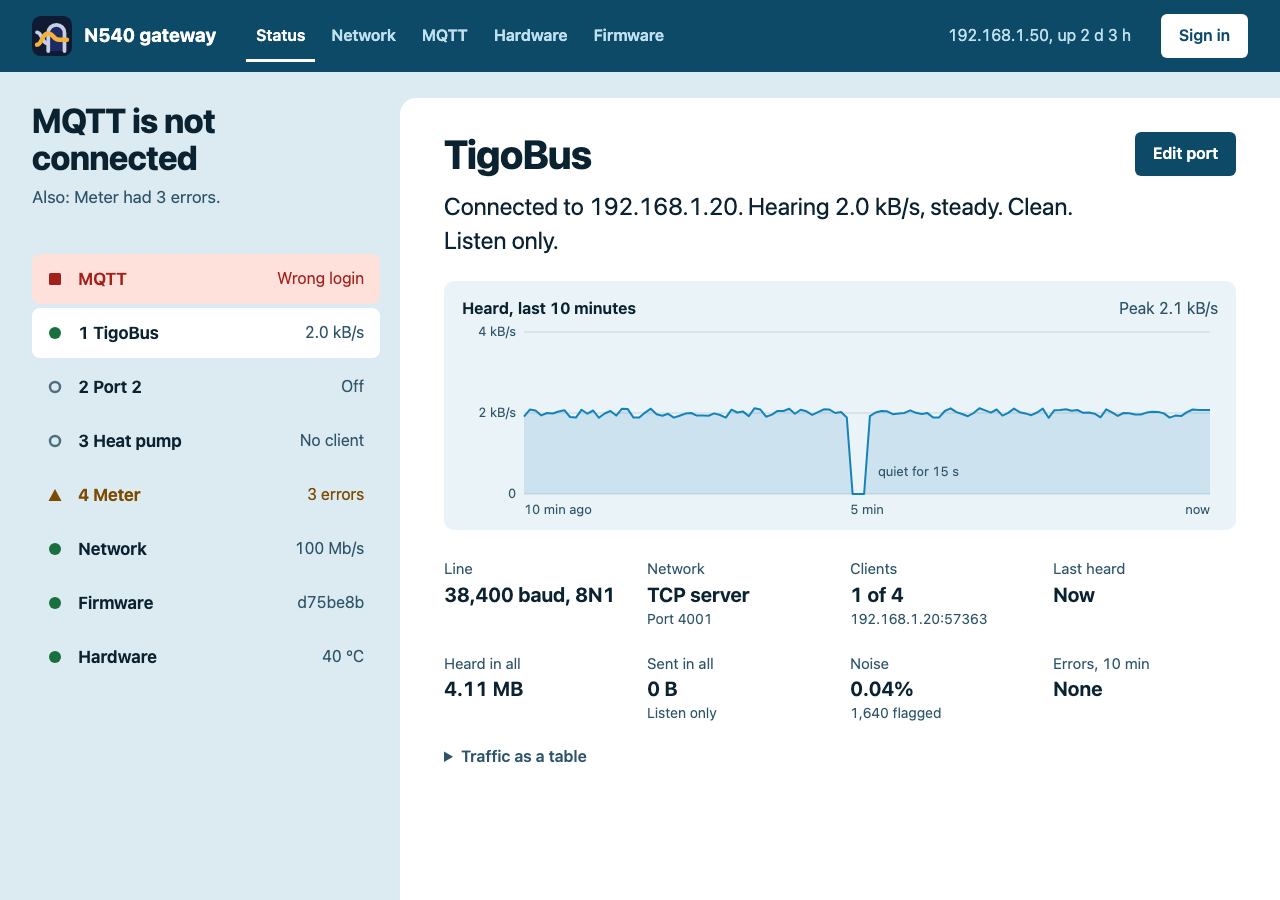 N540 gateway
Status
Network
MQTT
Hardware
Firmware
192.168.1.50, up 2 d 3 h
Sign in
MQTT is not
connected
Also: Meter had 3 errors.
MQTT Wrong login
1 TigoBus 2.0 kB/s
2 Port 2 Off
3 Heat pump No client
4 Meter 3 errors
Network 100 Mb/s
Firmware d75be8b
Hardware 40 °C
TigoBus
Edit port
Connected to 192.168.1.20. Hearing 2.0 kB/s, steady. Clean.
Listen only.
Heard, last 10 minutes
Peak 2.1 kB/s
4 kB/s
2 kB/s
quiet for 15 s
0
10 min ago
5 min
now
Line
38,400 baud, 8N1
Network
TCP server
Port 4001
Clients
1 of 4
192.168.1.20:57363
Last heard
Now
Heard in all
4.11 MB
Sent in all
0 B
Listen only
Noise
0.04%
1,640 flagged
Errors, 10 min
None
Traffic as a table